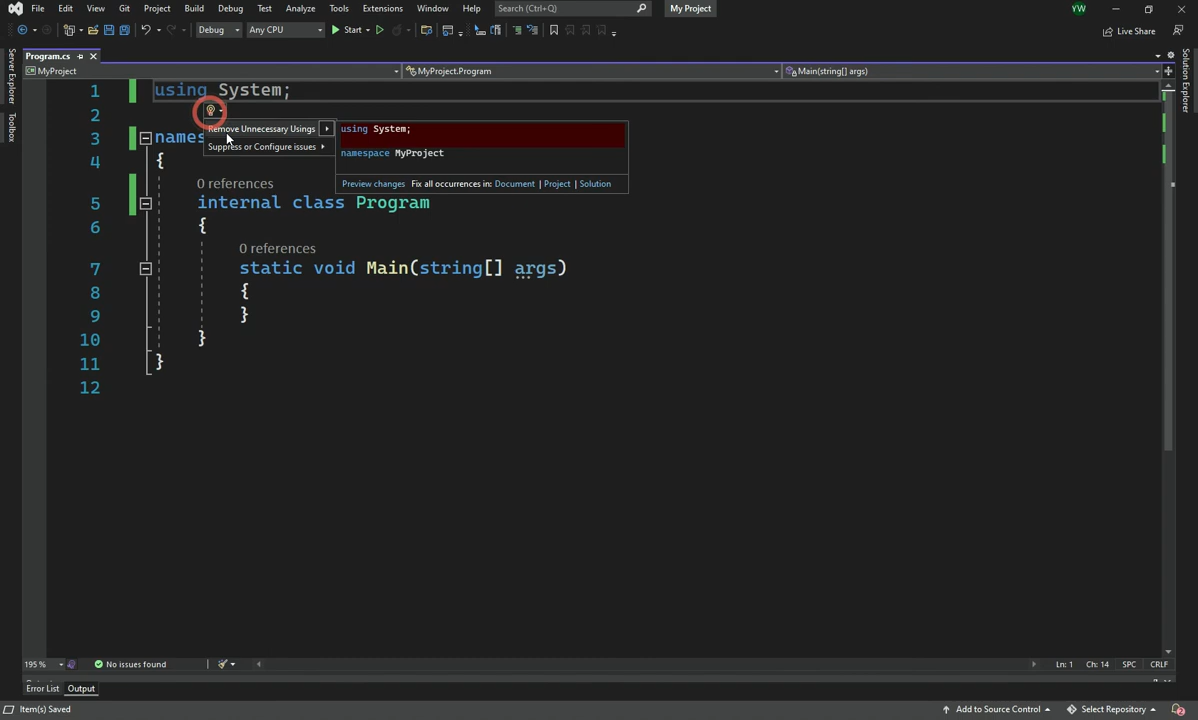 File Edit View Git Project Build Debug Test Analyze Tools Extensions Window Help Search (Ctrl+Q) My Project YW
Debug Any CPU Start Live Share
Server Explorer
Toolbox
Solution Explorer
Program.cs
MyProject MyProject.Program Main(string[] args)
1 using System;
2
Remove Unnecessary Usings
Suppress or Configure issues
using System;
namespace MyProject
Preview changes Fix all occurrences in: Document | Project | Solution
3 names
4 {
0 references
5 internal class Program
6 {
0 references
7 static void Main(string[] args)
8 {
9 }
10 }
11 }
12
195 % No issues found Ln: 1 Ch: 14 SPC CRLF
Error List Output
Item(s) Saved Add to Source Control Select Repository 2